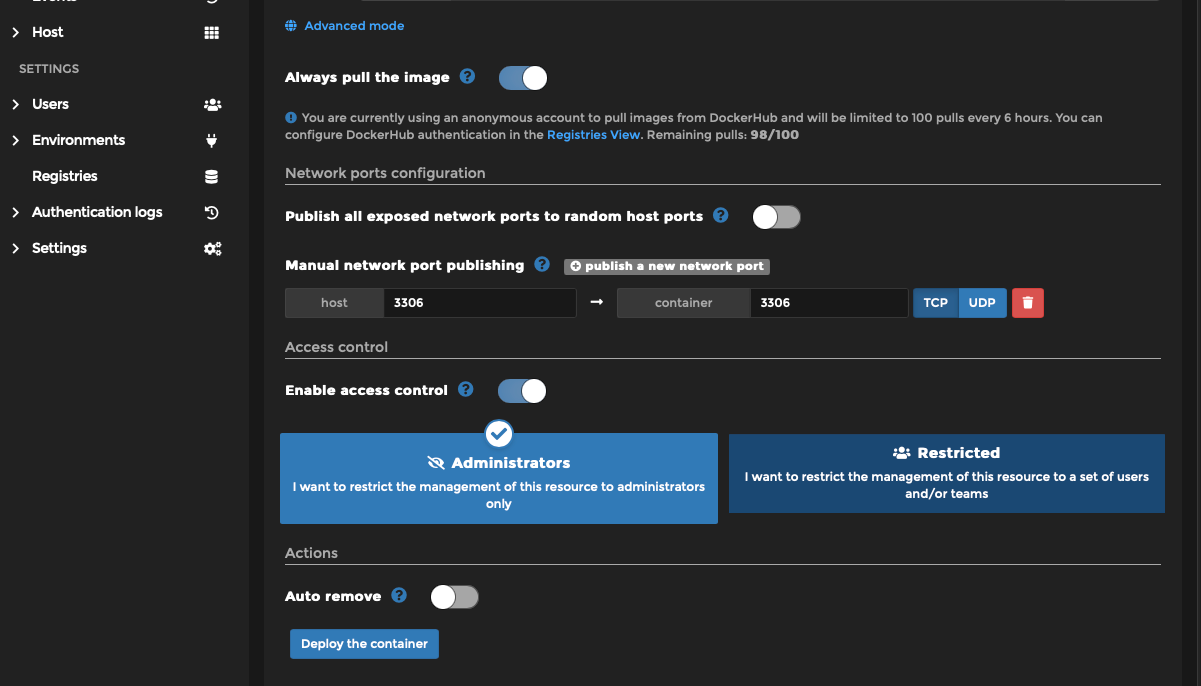 Events
Host
SETTINGS
Users
Environments
Registries
Authentication logs
Settings
Advanced mode
Always pull the image
You are currently using an anonymous account to pull images from DockerHub and will be limited to 100 pulls every 6 hours. You can
configure DockerHub authentication in the Registries View. Remaining pulls: 98/100
Network ports configuration
Publish all exposed network ports to random host ports
Manual network port publishing publish a new network port
host 3306 → container 3306 TCP UDP
Access control
Enable access control
Administrators
I want to restrict the management of this resource to administrators
only
Restricted
I want to restrict the management of this resource to a set of users
and/or teams
Actions
Auto remove
Deploy the container